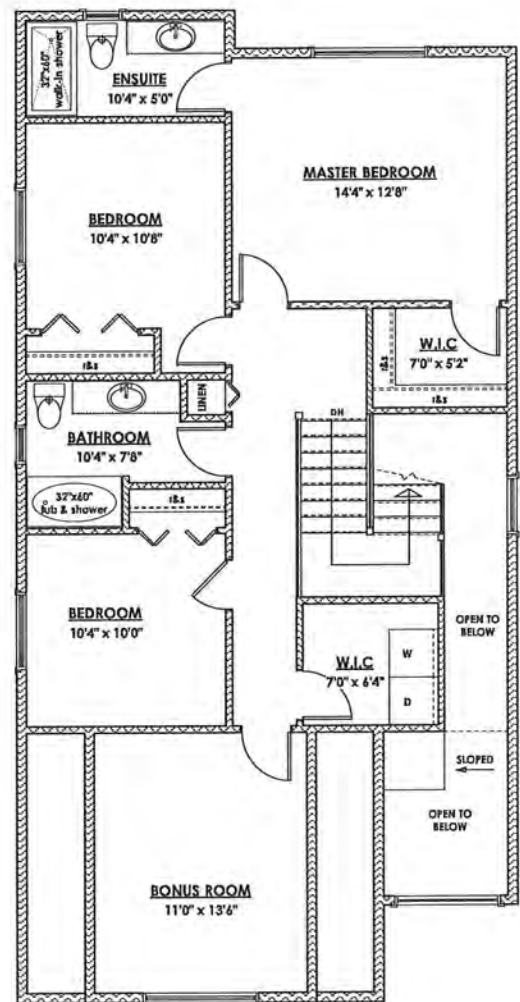 32"x60"
walk-in shower
ENSUITE
10'4" x 5'0"
MASTER BEDROOM
14'4" x 12'8"
BEDROOM
10'4" x 10'8"
W.I.C
7'0" x 5'2"
r&s
r&s
r&s
LINEN
DN
BATHROOM
10'4" x 7'8"
32"x60"
tub & shower
r&s
BEDROOM
10'4" x 10'0"
OPEN TO
BELOW
W.I.C
7'0" x 6'4"
W
D
SLOPED
OPEN TO
BELOW
BONUS ROOM
11'0" x 13'6"